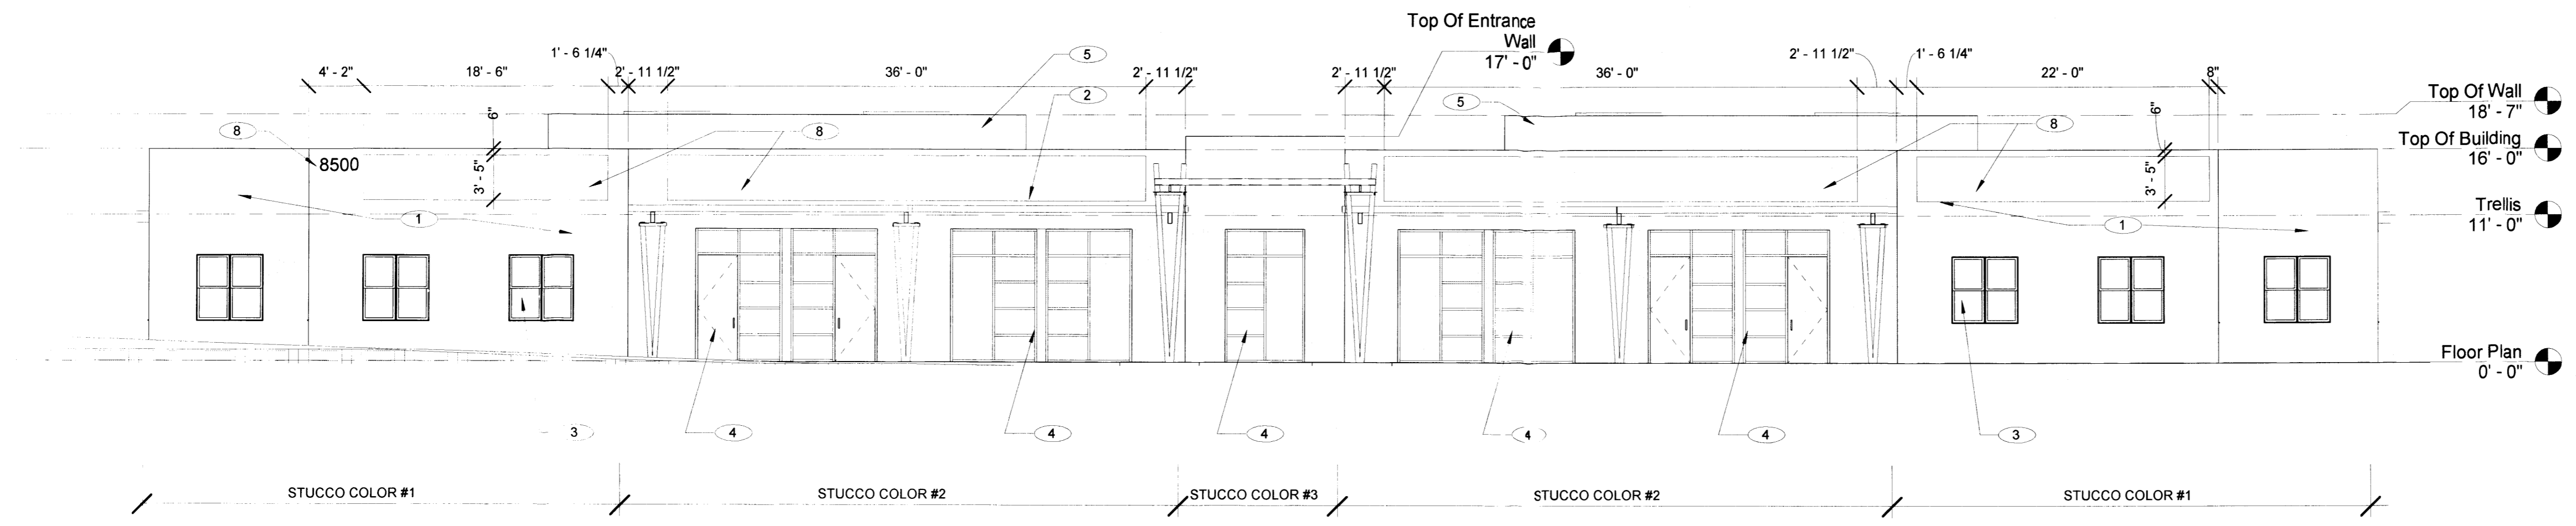 Top Of Entrance
Wall
17' - 0"
1' - 6 1/4"
5
2' - 11 1/2"
1' - 6 1/4"
4' - 2"
18' - 6"
2' - 11 1/2"
36' - 0"
2' - 11 1/2"
2' - 11 1/2"
36' - 0"
22' - 0"
8"
2
5
Top Of Wall
18' - 7"
6"
6"
8
8
8
Top Of Building
16' - 0"
8500
3' - 5"
3' - 5"
1
1
Trellis
11' - 0"
Floor Plan
0' - 0"
3
4
4
4
4
4
3
STUCCO COLOR #1
STUCCO COLOR #2
STUCCO COLOR #3
STUCCO COLOR #2
STUCCO COLOR #1